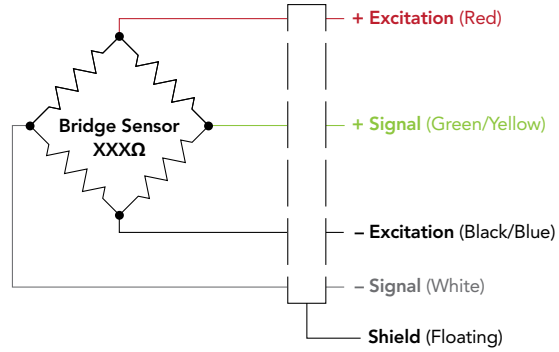 + Excitation (Red)
Bridge Sensor
XXXΩ
+ Signal (Green/Yellow)
– Excitation (Black/Blue)
– Signal (White)
Shield (Floating)